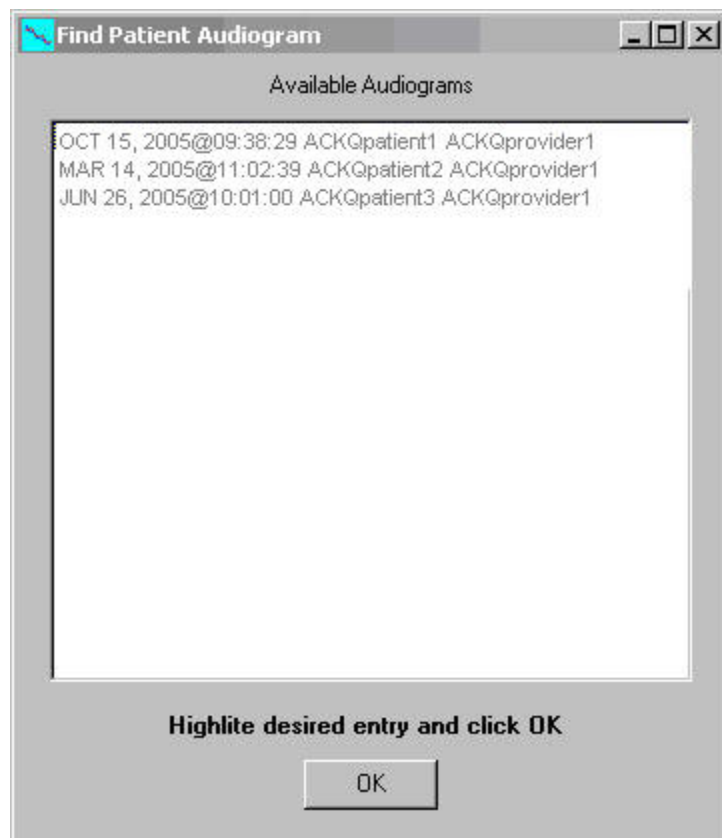 Find Patient Audiogram
Available Audiograms
OCT 15, 2005@09:38:29 ACKQpatient1 ACKQprovider1
MAR 14, 2005@11:02:39 ACKQpatient2 ACKQprovider1
JUN 26, 2005@10:01:00 ACKQpatient3 ACKQprovider1
Highlite desired entry and click OK
OK